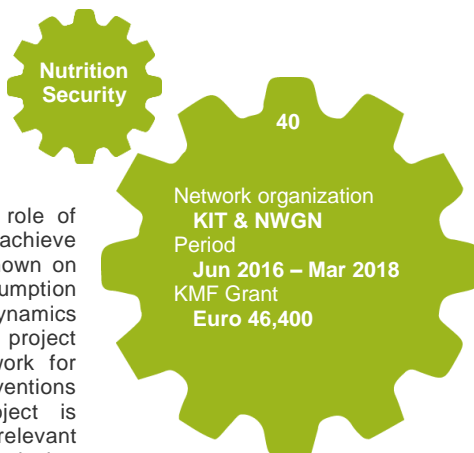 Nutrition
Security
40
Network organization
KIT & NWGN
Period
Jun 2016 – Mar 2018
KMF Grant
Euro 46,400
role of
achieve
own on
umption
ynamics
project
work for
ventions
oject is
relevant